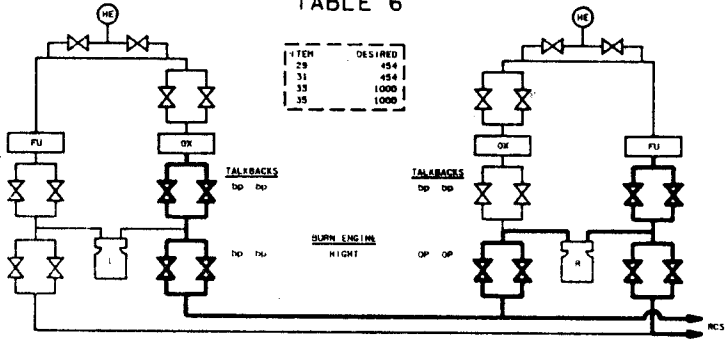 TABLE 6
HE
HE
ITEM DESIRED
29 454
31 454
33 1000
35 1000
FU
OX
OX
FU
TALKBACKS
bp bp
TALKBACKS
bp bp
L
bp bp
BURN ENGINE
RIGHT
OP OP
R
RCS